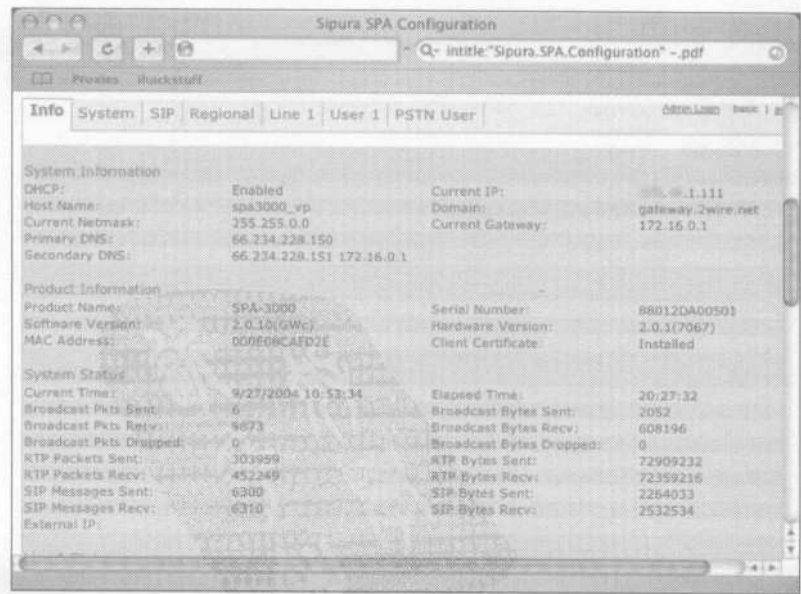 Sipura SPA Configuration
intitle:"Sipura.SPA.Configuration" -.pdf
Proxies Quickstuff
Info System SIP Regional Line 1 User 1 PSTN User Admin Login basic |
System Information
DHCP: Enabled Current IP: .1.111
Host Name: spa3000_vp Domain: gateway.2wire.net
Current Netmask: 255.255.0.0 Current Gateway: 172.16.0.1
Primary DNS: 66.234.228.150
Secondary DNS: 66.234.228.151 172.16.0.1
Product Information
Product Name: SPA-3000 Serial Number: 88012DA00501
Software Version: 2.0.10(GWc) Hardware Version: 2.0.1(7067)
MAC Address: 000E08CAFD2E Client Certificate: Installed
System Status
Current Time: 9/27/2004 10:53:34 Elapsed Time: 20:27:32
Broadcast Pkts Sent: 6 Broadcast Bytes Sent: 2052
Broadcast Pkts Recv: 9873 Broadcast Bytes Recv: 608196
Broadcast Pkts Dropped: 0 Broadcast Bytes Dropped: 0
RTP Packets Sent: 303959 RTP Bytes Sent: 72909232
RTP Packets Recv: 452249 RTP Bytes Recv: 72359216
SIP Messages Sent: 6300 SIP Bytes Sent: 2264033
SIP Messages Recv: 6310 SIP Bytes Recv: 2532534
External IP: